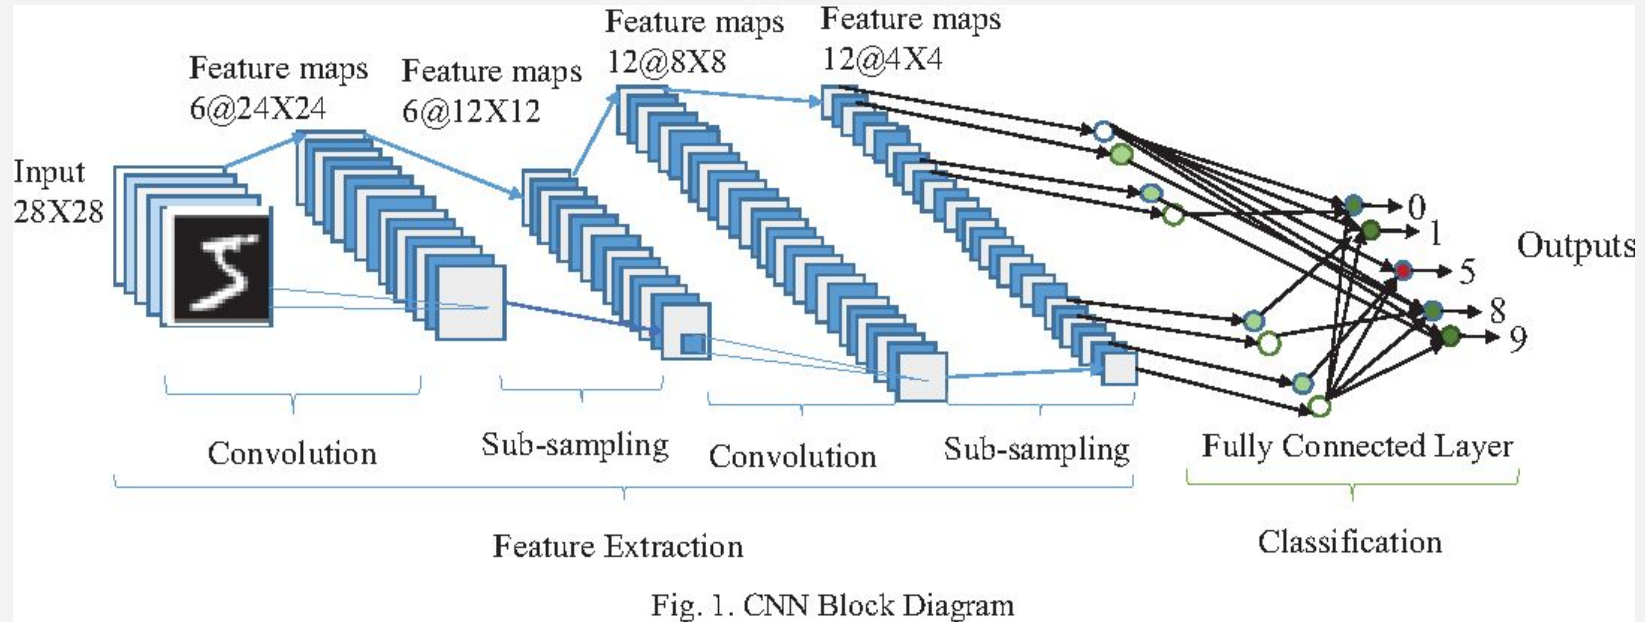 Input
28X28
Feature maps
6@24X24
Feature maps
6@12X12
Feature maps
12@8X8
Feature maps
12@4X4
0
1
5
8
9
Outputs
Convolution
Sub-sampling
Convolution
Sub-sampling
Fully Connected Layer
Feature Extraction
Classification
Fig. 1. CNN Block Diagram